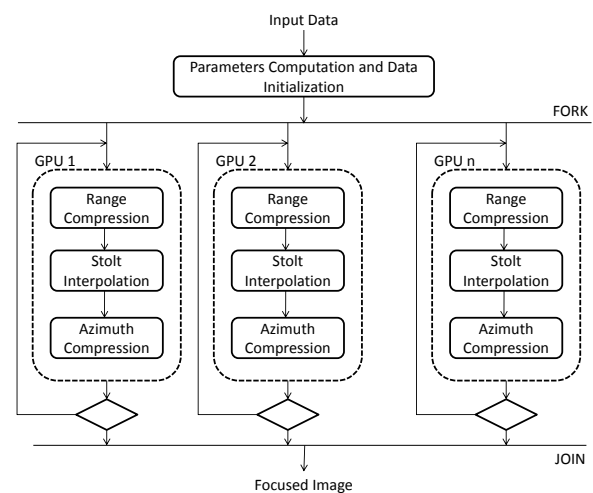 Input Data
Parameters Computation and Data
Initialization
FORK
GPU 1
Range
Compression
Stolt
Interpolation
Azimuth
Compression
GPU 2
Range
Compression
Stolt
Interpolation
Azimuth
Compression
GPU n
Range
Compression
Stolt
Interpolation
Azimuth
Compression
JOIN
Focused Image